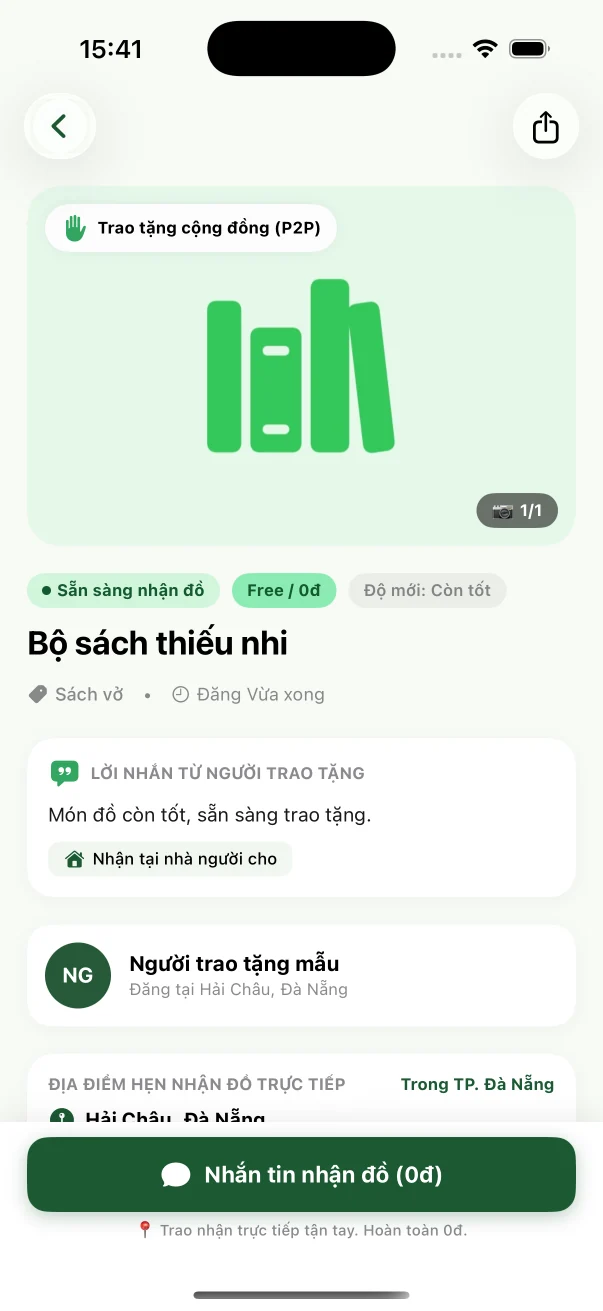 15:41
Trao tặng cộng đồng (P2P)
1/1
Sẵn sàng nhận đồ
Free / 0đ
Độ mới: Còn tốt
Bộ sách thiếu nhi
Sách vở • Đăng Vừa xong
LỜI NHẮN TỪ NGƯỜI TRAO TẶNG
Món đồ còn tốt, sẵn sàng trao tặng.
Nhận tại nhà người cho
NG
Người trao tặng mẫu
Đăng tại Hải Châu, Đà Nẵng
ĐỊA ĐIỂM HẸN NHẬN ĐỒ TRỰC TIẾP
Trong TP. Đà Nẵng
Hải Châu, Đà Nẵng
Nhắn tin nhận đồ (0đ)
Trao nhận trực tiếp tận tay. Hoàn toàn 0đ.